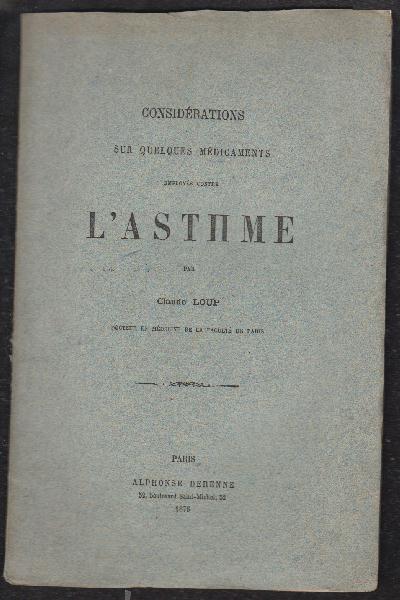 CONSIDÉRATIONS
SUR QUELQUES MÉDICAMENTS
EMPLOYÉS CONTRE
L'ASTHME
PAR
Claude LOUP
DOCTEUR EN MÉDECINE DE LA FACULTÉ DE PARIS
PARIS
ALPHONSE DERENNE
52, boulevard Saint-Michel, 52